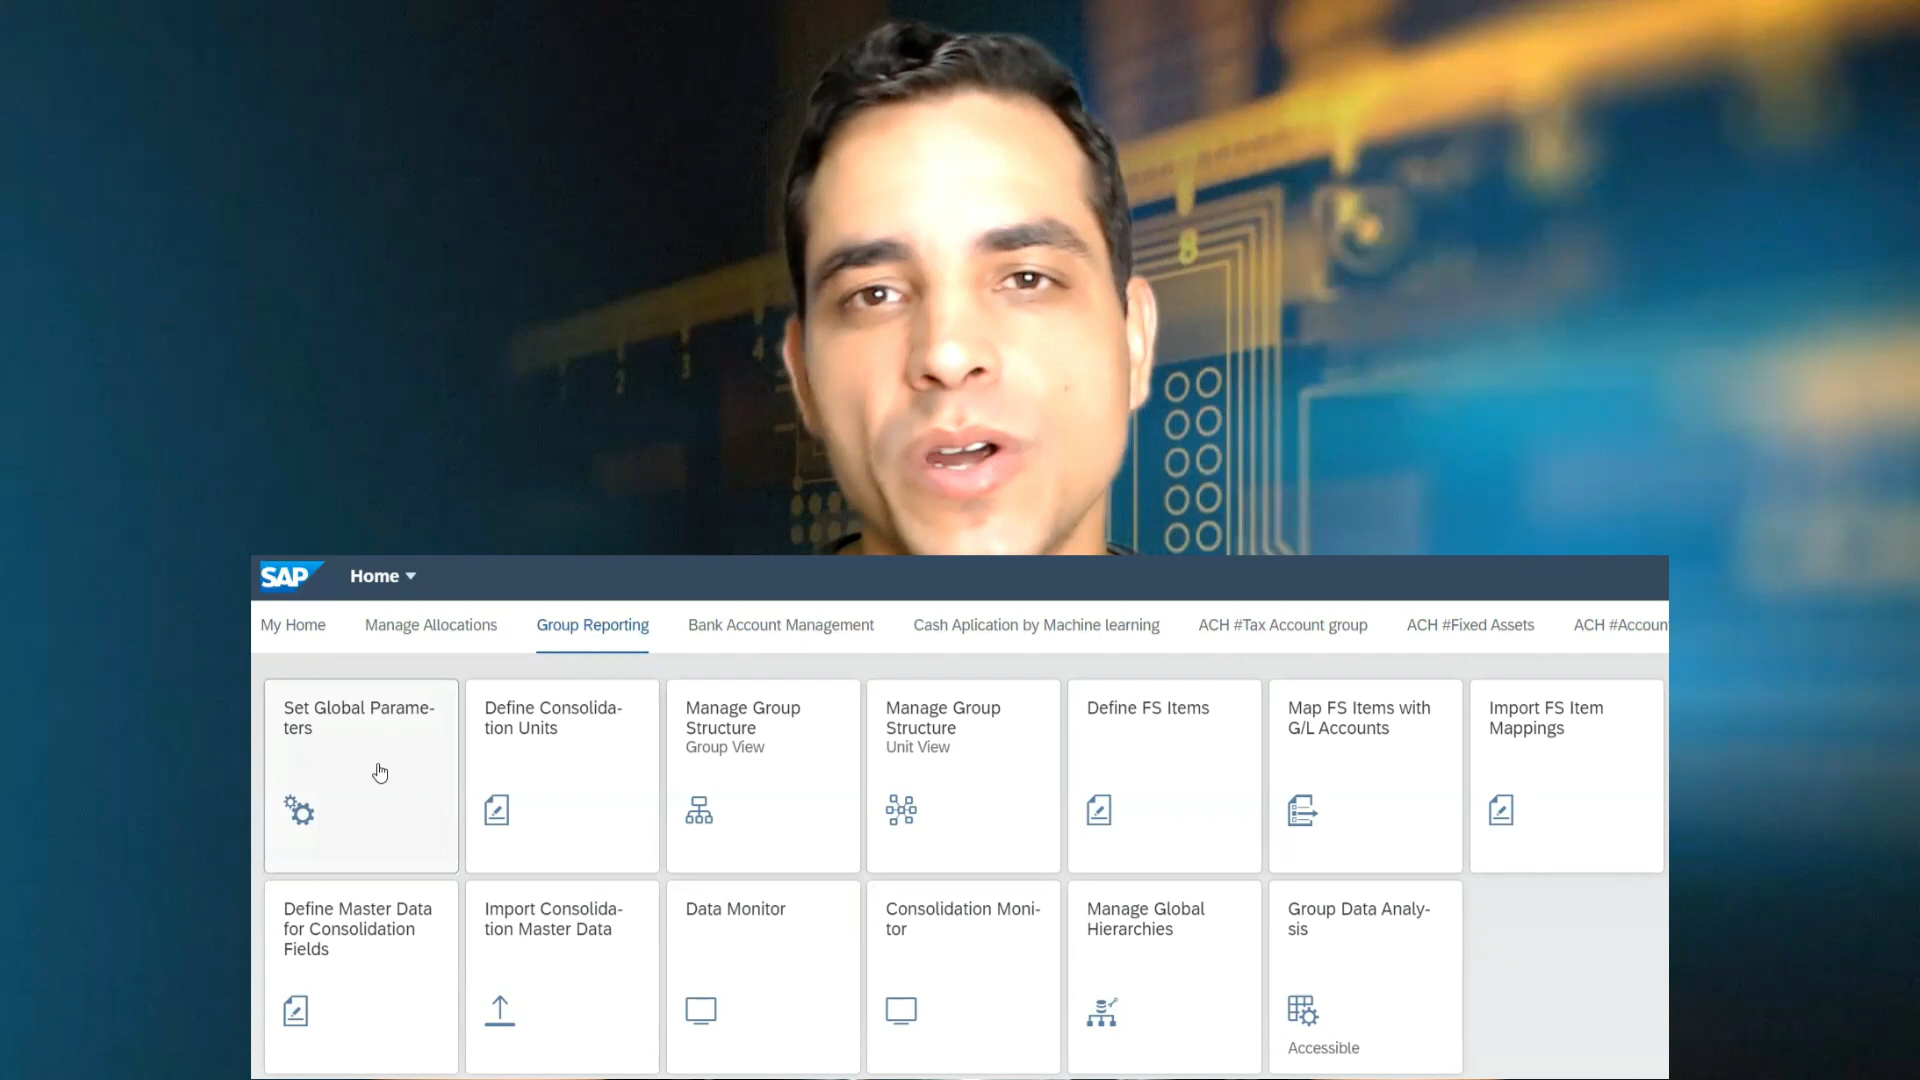 8
2
3
4
SAP
Home
My Home
Manage Allocations
Group Reporting
Bank Account Management
Cash Aplication by Machine learning
ACH #Tax Account group
ACH #Fixed Assets
ACH #Accoun
Set Global Parame-
ters
Define Consolida-
tion Units
Manage Group
Structure
Group View
Manage Group
Structure
Unit View
Define FS Items
Map FS Items with
G/L Accounts
Import FS Item
Mappings
Define Master Data
for Consolidation
Fields
Import Consolida-
tion Master Data
Data Monitor
Consolidation Moni-
tor
Manage Global
Hierarchies
Group Data Analy-
sis
Accessible